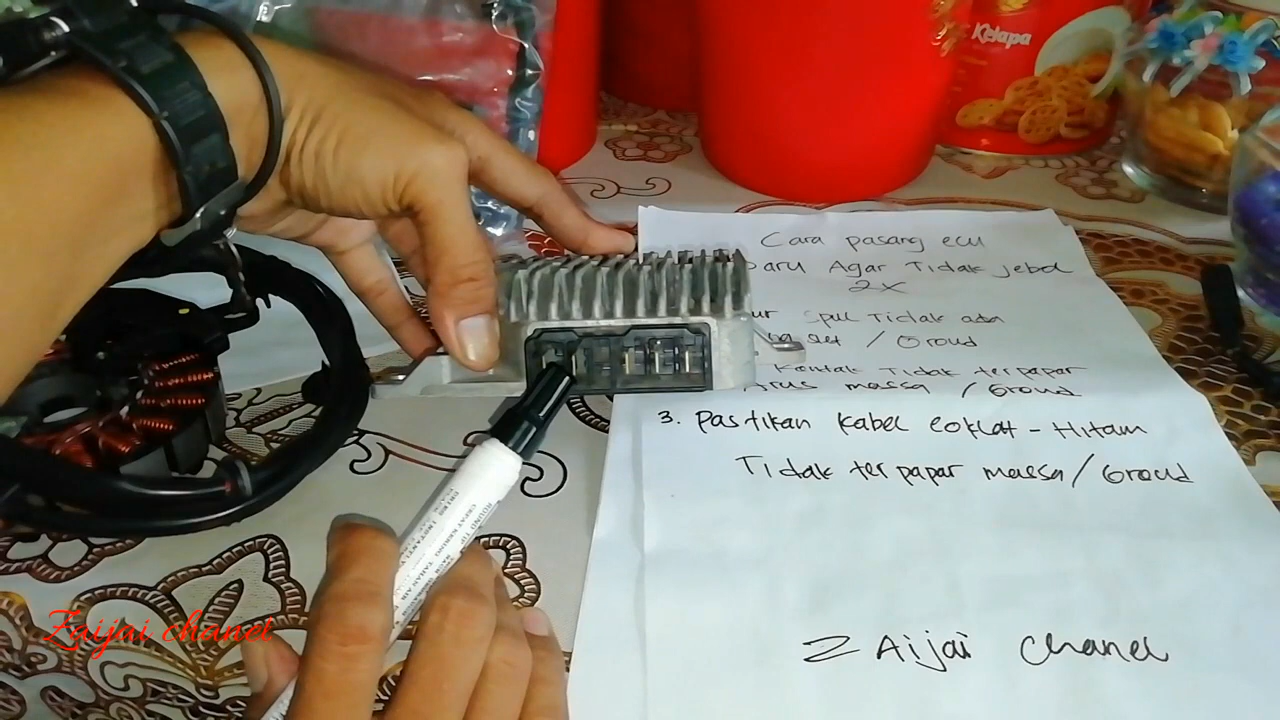 Kelapa
Cara pasang ecu
Baru Agar Tidak Jebol
2X
Spul Tidak ada
/ Groud
Kontak Tidak terpapar
Arus massa / Groud
3. Pastikan Kabel coklat - Hitam
Tidak terpapar massa / Groud
ZAijai Chanel
Zaijai chanel